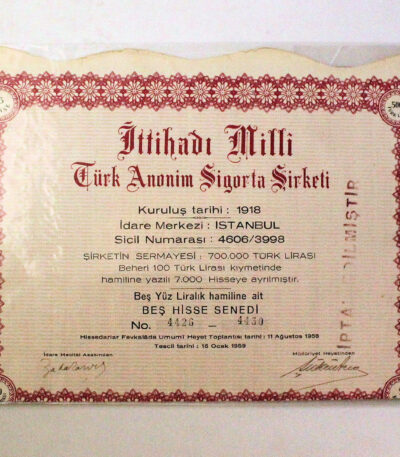 İttihadı Milli
Türk Anonim Sigorta Şirketi
Kuruluş tarihi : 1918
İdare Merkezi : İSTANBUL
Sicil Numarası : 4606/3998
ŞİRKETİN SERMAYESİ : 700.000 TÜRK LİRASI
Beheri 100 Türk Lirası kıymetinde
hamiline yazılı 7.000 Hisseye ayrılmıştır.
Beş Yüz Liralık hamiline ait
BEŞ HİSSE SENEDİ
No. 4426 — 4430
Hissedarlar Fevkalâde Umumî Heyet Toplantısı tarihi : 11 Ağustos 1958
Tescil tarihi : 16 Ocak 1959
İdare Meclisi Azasından
Müdüriyet Heyetinden
İPTAL EDİLMİŞTİR